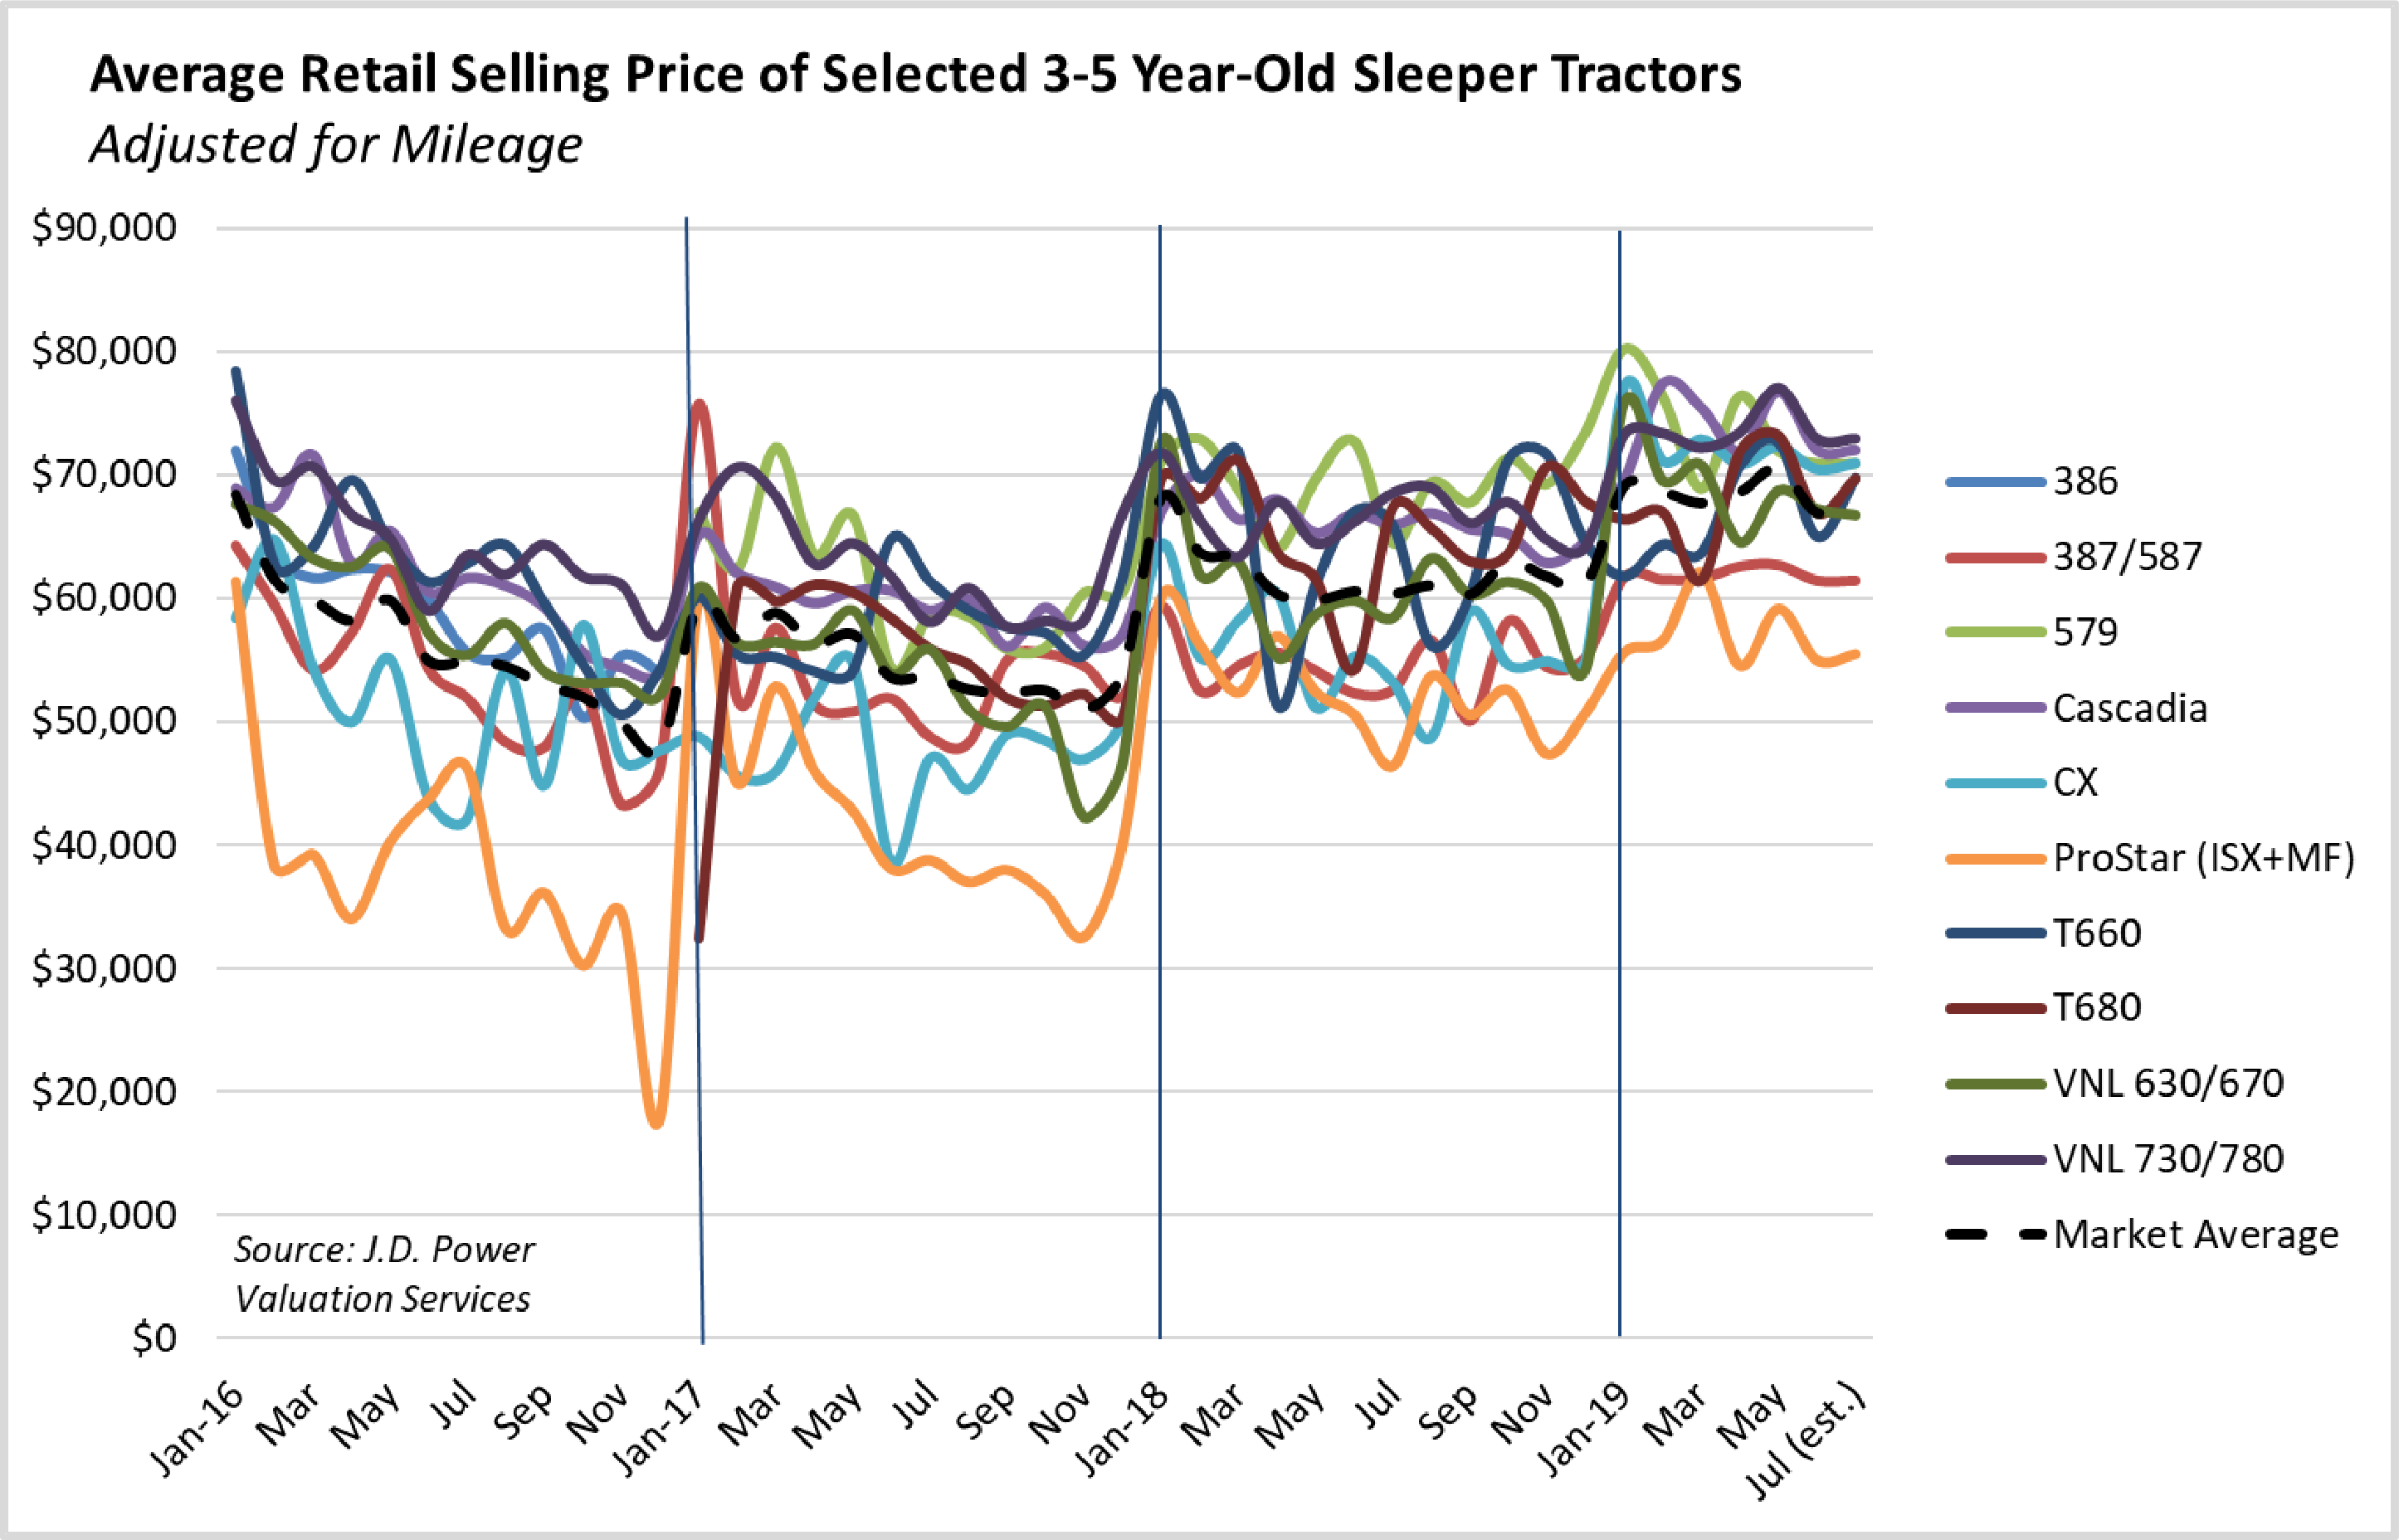 Average Retail Selling Price of Selected 3-5 Year-Old Sleeper Tractors
Adjusted for Mileage
$90,000
$80,000
$70,000
$60,000
$50,000
$40,000
$30,000
$20,000
$10,000
$0
Source: J.D. Power
Valuation Services
Jan-16
Mar
May
Jul
Sep
Nov
Jan-17
Mar
May
Jul
Sep
Nov
Jan-18
Mar
May
Jul
Sep
Nov
Jan-19
Mar
May
Jul (est.)
386
387/587
579
Cascadia
CX
ProStar (ISX+MF)
T660
T680
VNL 630/670
VNL 730/780
Market Average